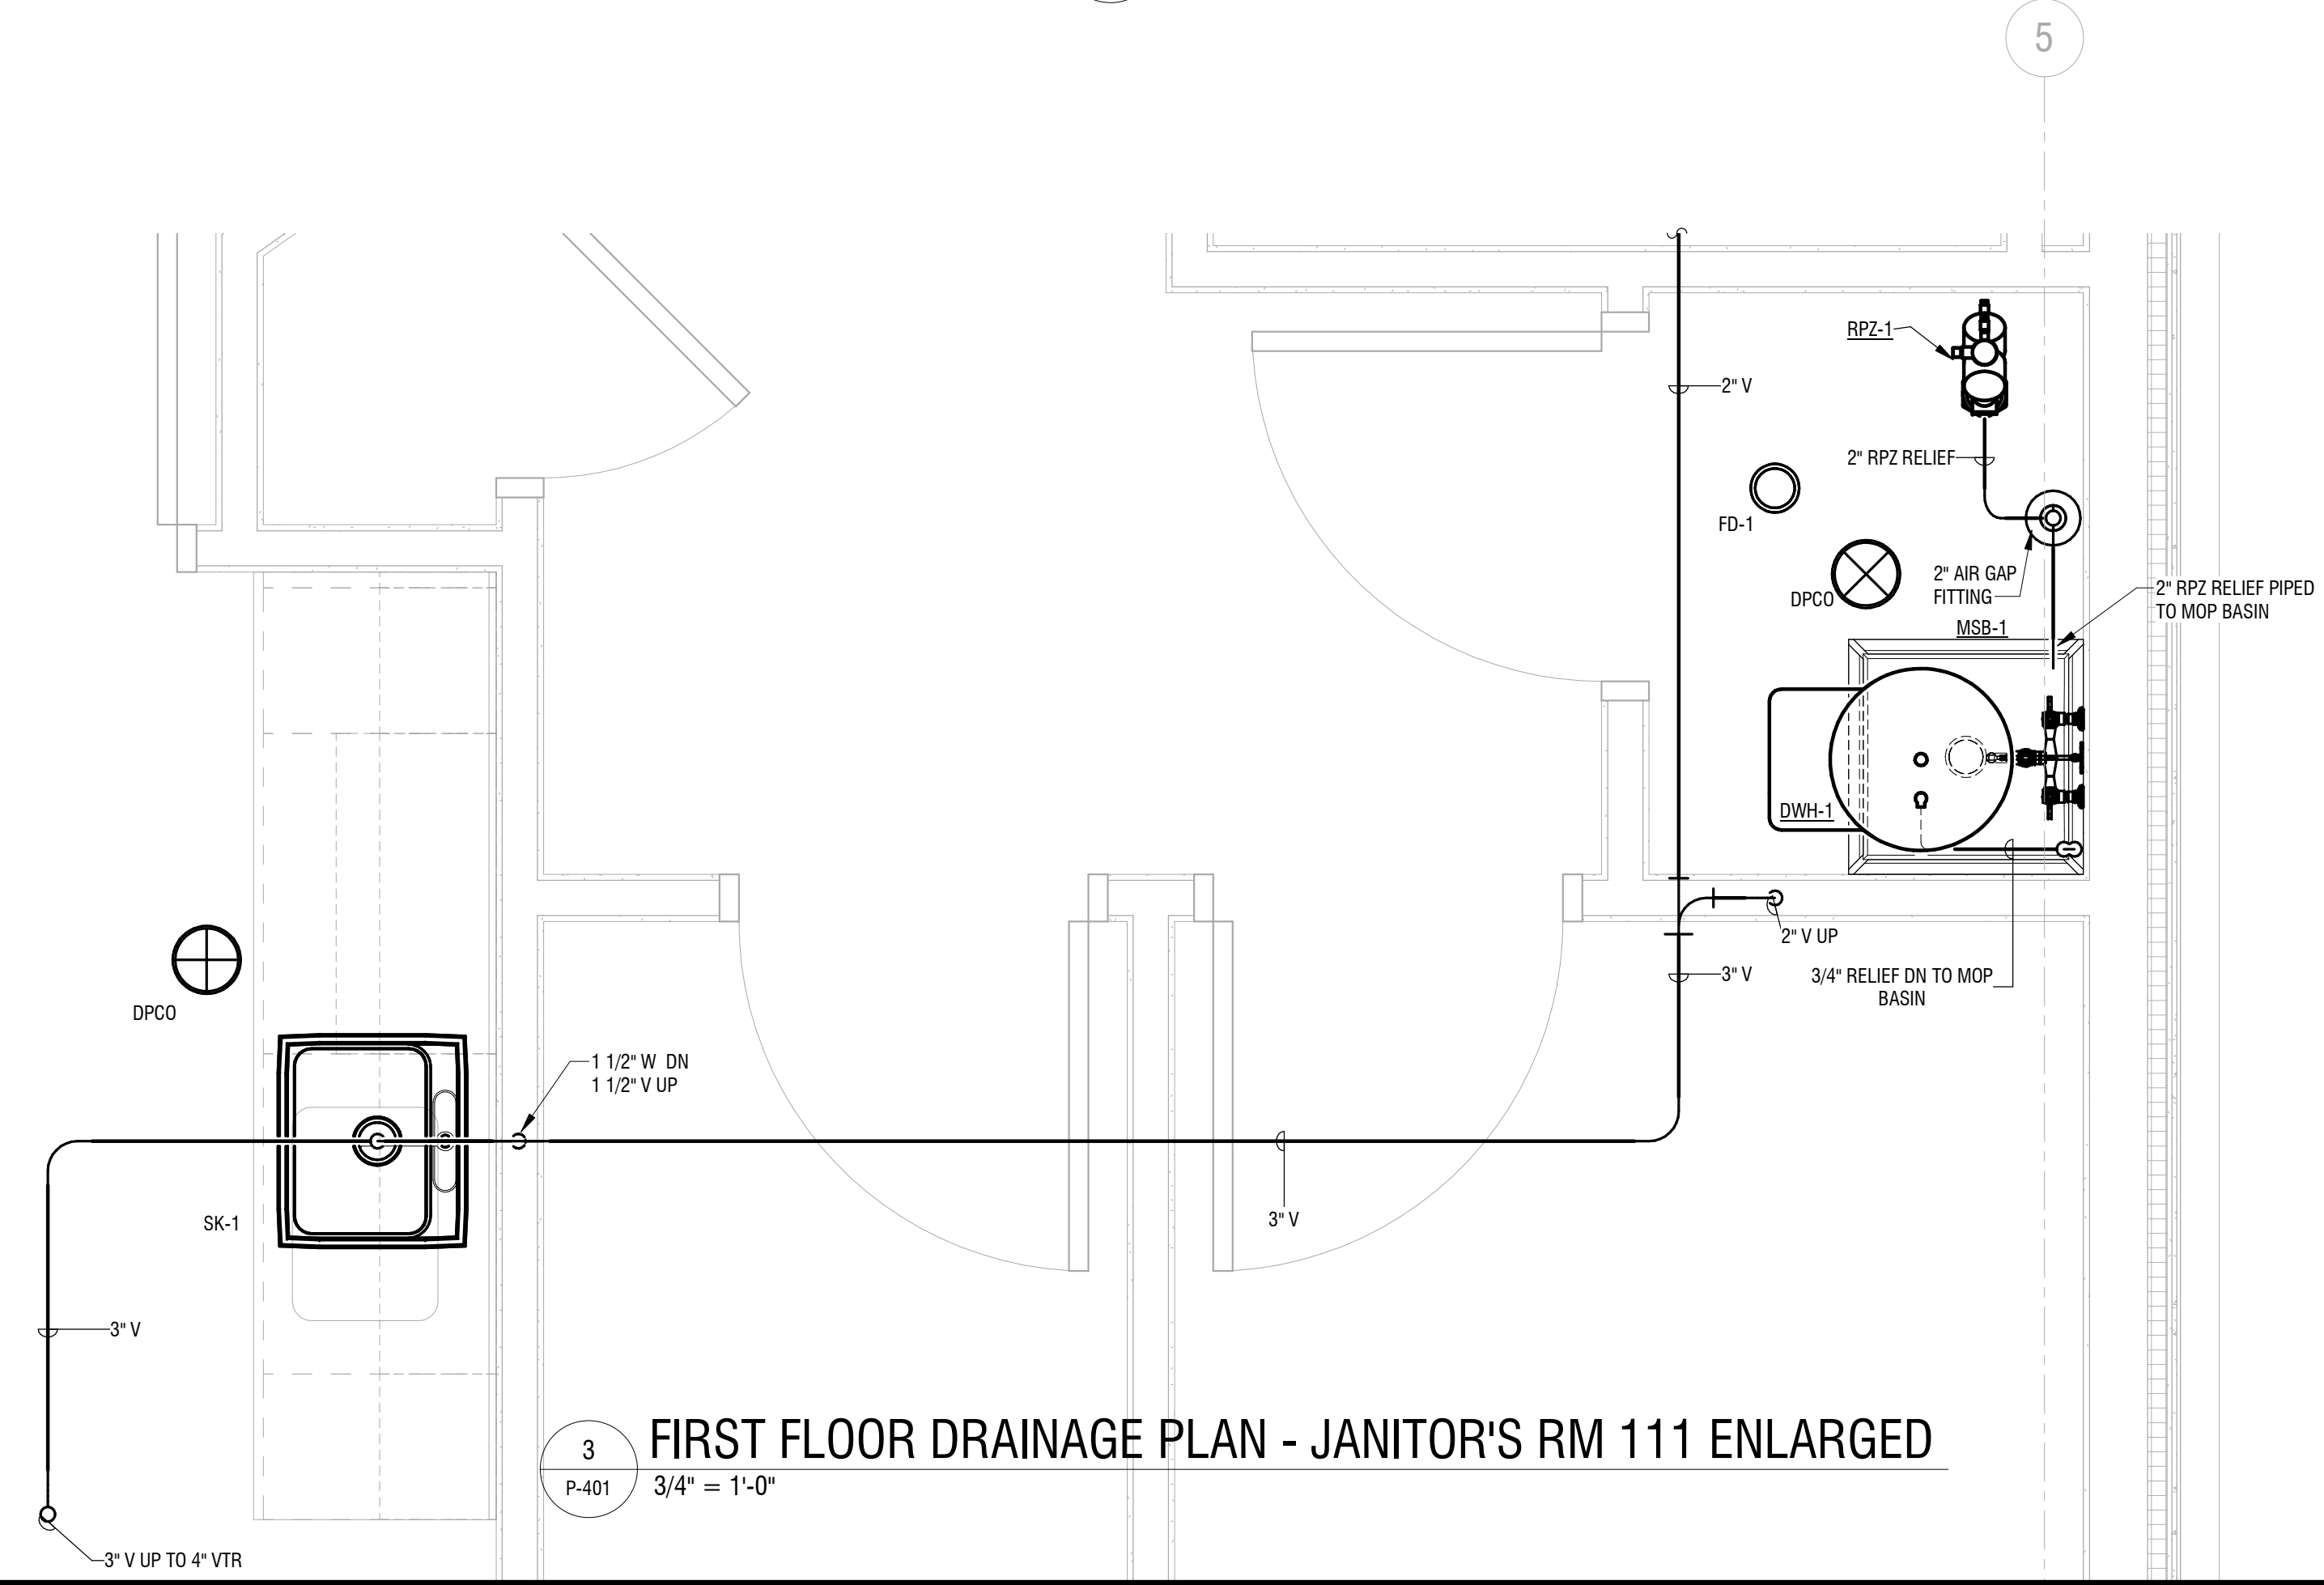 5
RPZ-1
2" V
2" RPZ RELIEF
FD-1
2" AIR GAP
FITTING
DPCO
2" RPZ RELIEF PIPED
TO MOP BASIN
MSB-1
DWH-1
2" V UP
3" V
3/4" RELIEF DN TO MOP
BASIN
DPCO
1 1/2" W DN
1 1/2" V UP
SK-1
3" V
3" V
3
P-401
FIRST FLOOR DRAINAGE PLAN - JANITOR'S RM 111 ENLARGED
3/4" = 1'-0"
3" V UP TO 4" VTR